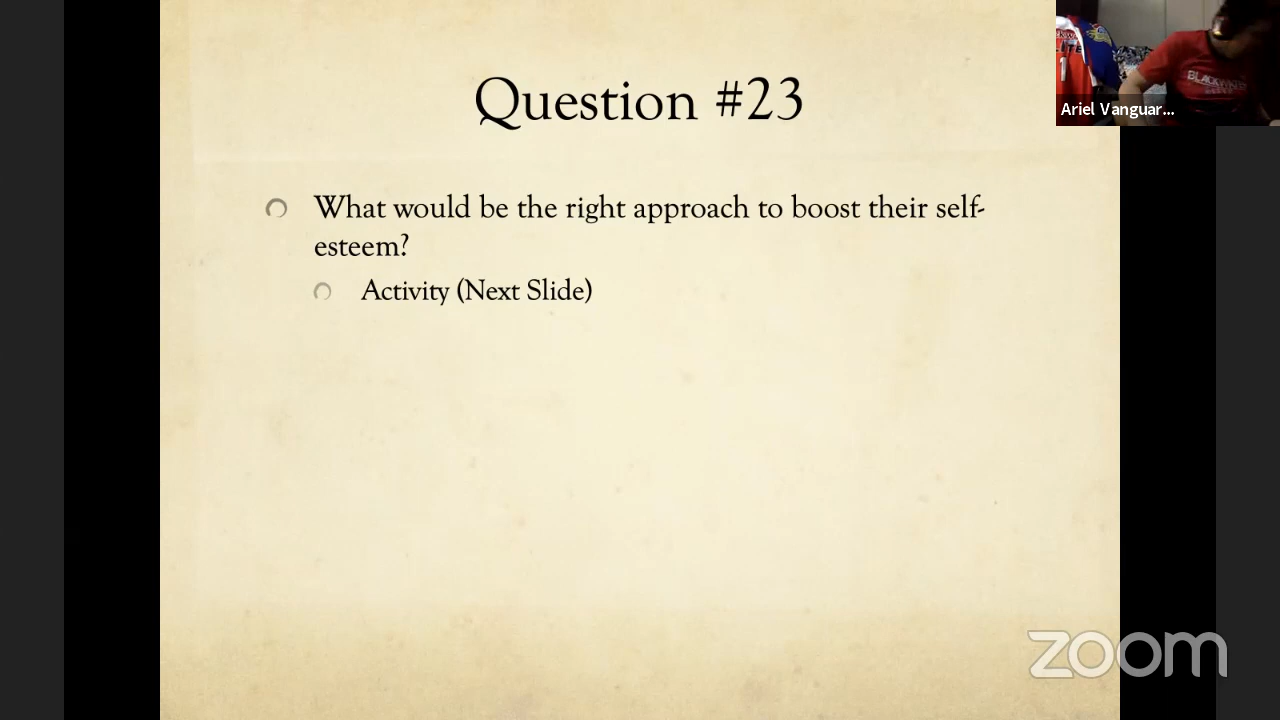 Question #23
What would be the right approach to boost their self-
esteem?
Activity (Next Slide)
Ariel Vanguar...
zoom